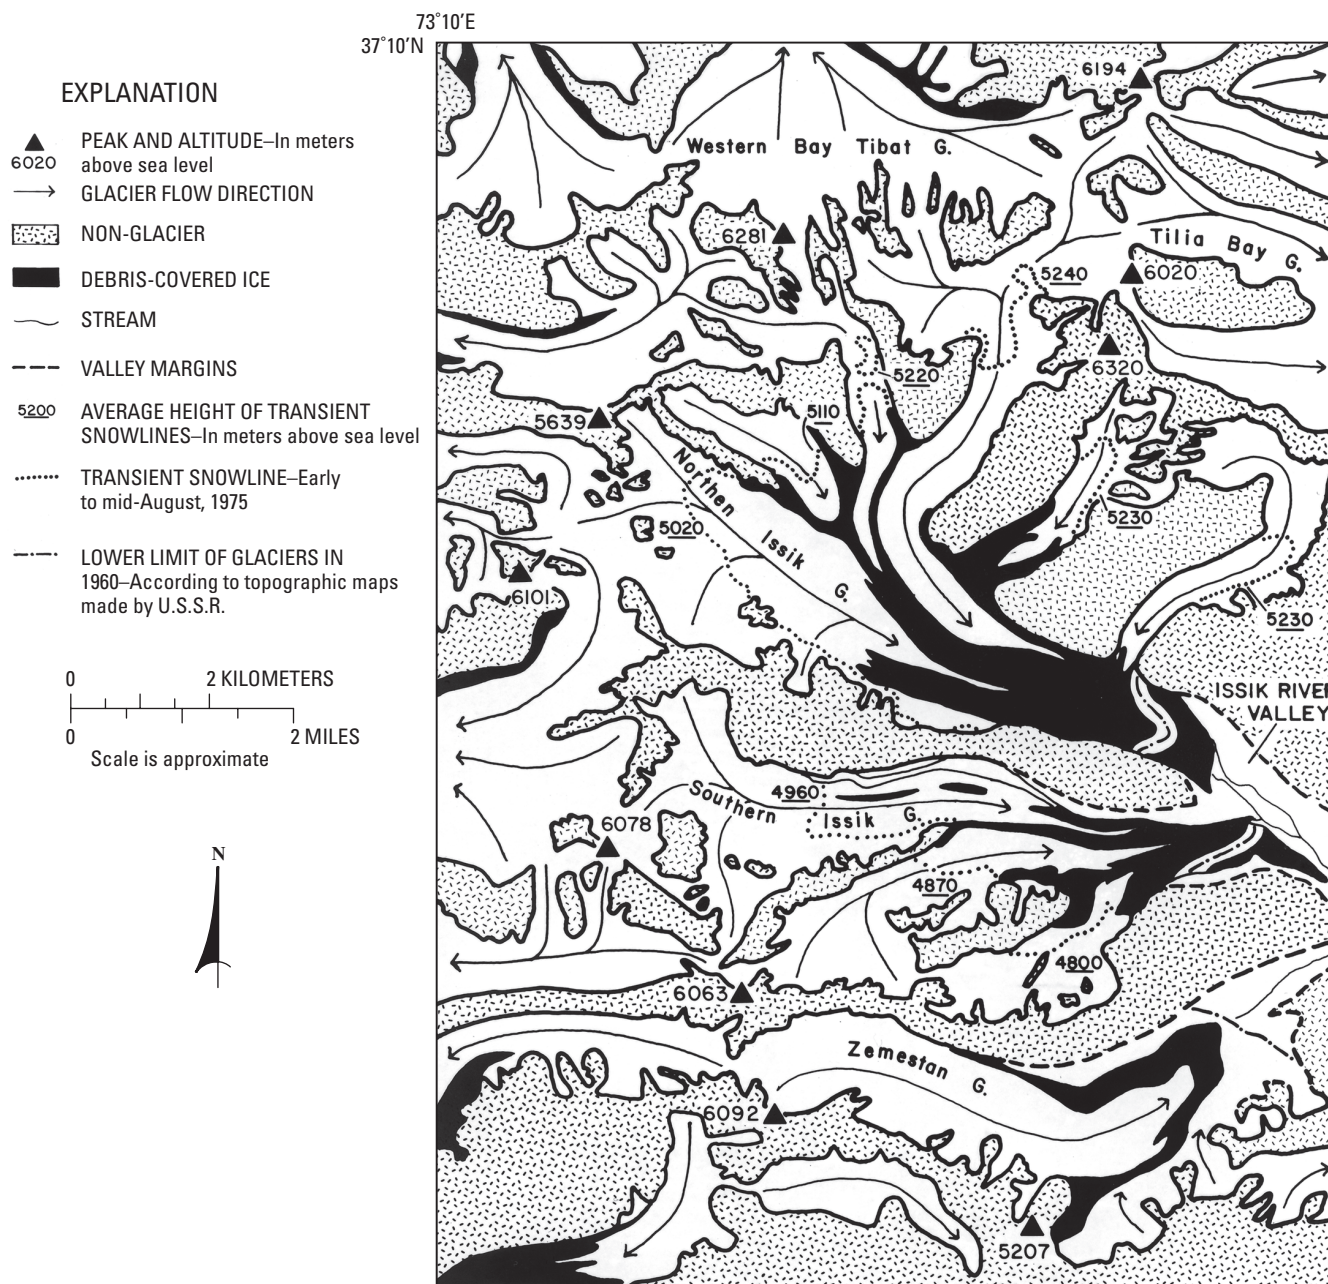 73°10'E
37°10'N
EXPLANATION
6020
PEAK AND ALTITUDE–In meters
above sea level
GLACIER FLOW DIRECTION
NON-GLACIER
DEBRIS-COVERED ICE
STREAM
VALLEY MARGINS
5200
AVERAGE HEIGHT OF TRANSIENT
SNOWLINES–In meters above sea level
TRANSIENT SNOWLINE–Early
to mid-August, 1975
LOWER LIMIT OF GLACIERS IN
1960–According to topographic maps
made by U.S.S.R.
0 2 KILOMETERS
0 2 MILES
Scale is approximate
N
6194
Western Bay Tibat G.
6281
Tilia Bay G.
5240
6020
6320
5220
5110
5639
Northen Issik G.
5020
5230
6101
5230
ISSIK RIVER
VALLEY
4960
Southern Issik G.
6078
4870
4800
6063
Zemestan G.
6092
5207